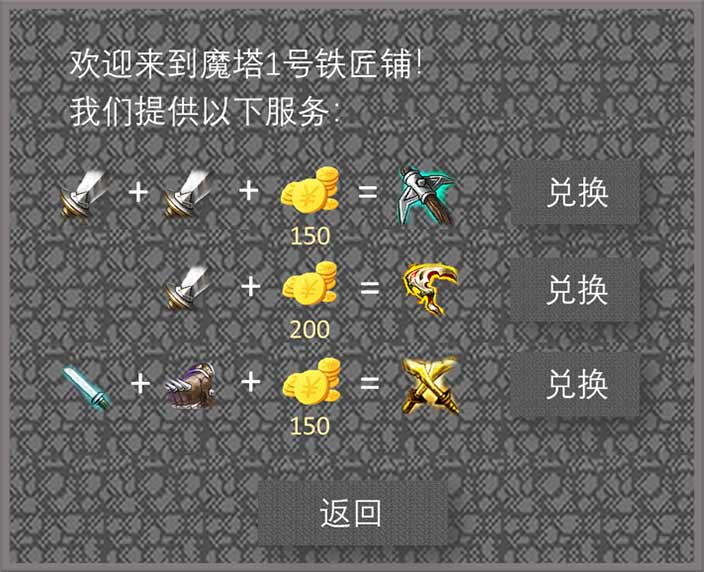 欢迎来到魔塔1号铁匠铺！
我们提供以下服务：
+ + = 兑换
150
+ = 兑换
200
+ + = 兑换
150
返回